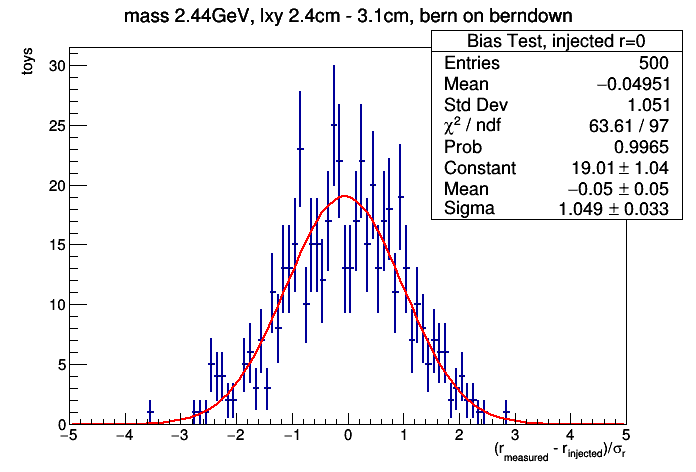 mass 2.44GeV, lxy 2.4cm - 3.1cm, bern on berndown
Bias Test, injected r=0
Entries 500
Mean −0.04951
Std Dev 1.051
χ² / ndf 63.61 / 97
Prob 0.9965
Constant 19.01 ± 1.04
Mean −0.05 ± 0.05
Sigma 1.049 ± 0.033
toys
30
25
20
15
10
5
0
−5 −4 −3 −2 −1 0 1 2 3 4 5
(r_measured - r_injected)/σ_r